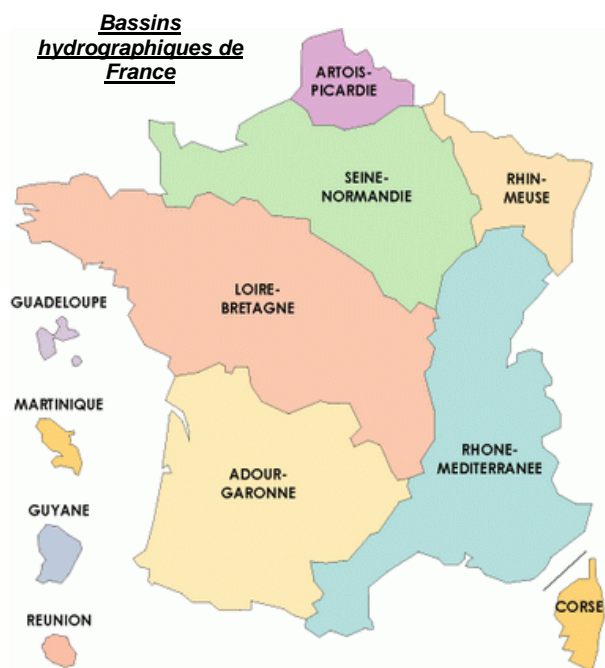 Bassins
hydrographiques de
France
ARTOIS-
PICARDIE
SEINE-
NORMANDIE
RHIN-
MEUSE
LOIRE-
BRETAGNE
GUADELOUPE
MARTINIQUE
ADOUR-
GARONNE
RHONE-
MEDITERRANEE
GUYANE
REUNION
CORSE